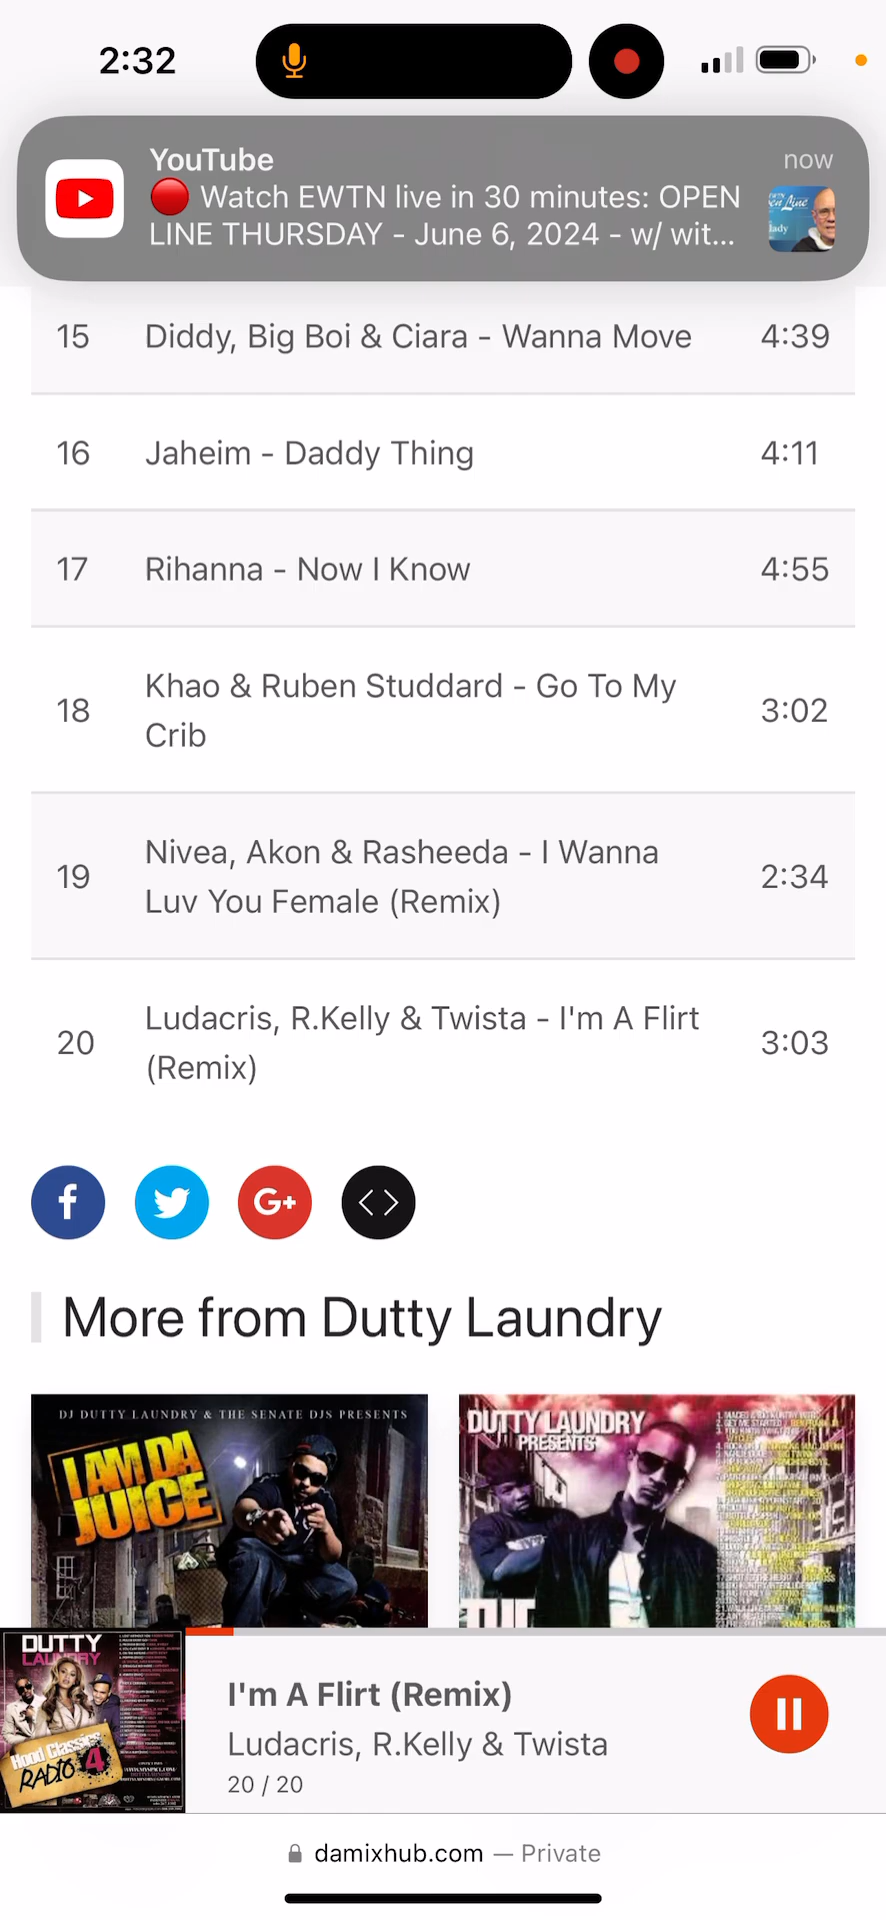 2:32
YouTube
now
Watch EWTN live in 30 minutes: OPEN
LINE THURSDAY - June 6, 2024 - w/ wit...
15 Diddy, Big Boi & Ciara - Wanna Move 4:39
16 Jaheim - Daddy Thing 4:11
17 Rihanna - Now I Know 4:55
18 Khao & Ruben Studdard - Go To My
Crib 3:02
19 Nivea, Akon & Rasheeda - I Wanna
Luv You Female (Remix) 2:34
20 Ludacris, R.Kelly & Twista - I'm A Flirt
(Remix) 3:03
f
G+
<>
More from Dutty Laundry
DJ DUTTY LAUNDRY & THE SENATE DJS PRESENTS
I AM DA
JUICE
DUTTY LAUNDRY
PRESENTS
DUTTY
LAUNDRY
Hood Classics
RADIO 4
I'm A Flirt (Remix)
Ludacris, R.Kelly & Twista
20 / 20
damixhub.com — Private